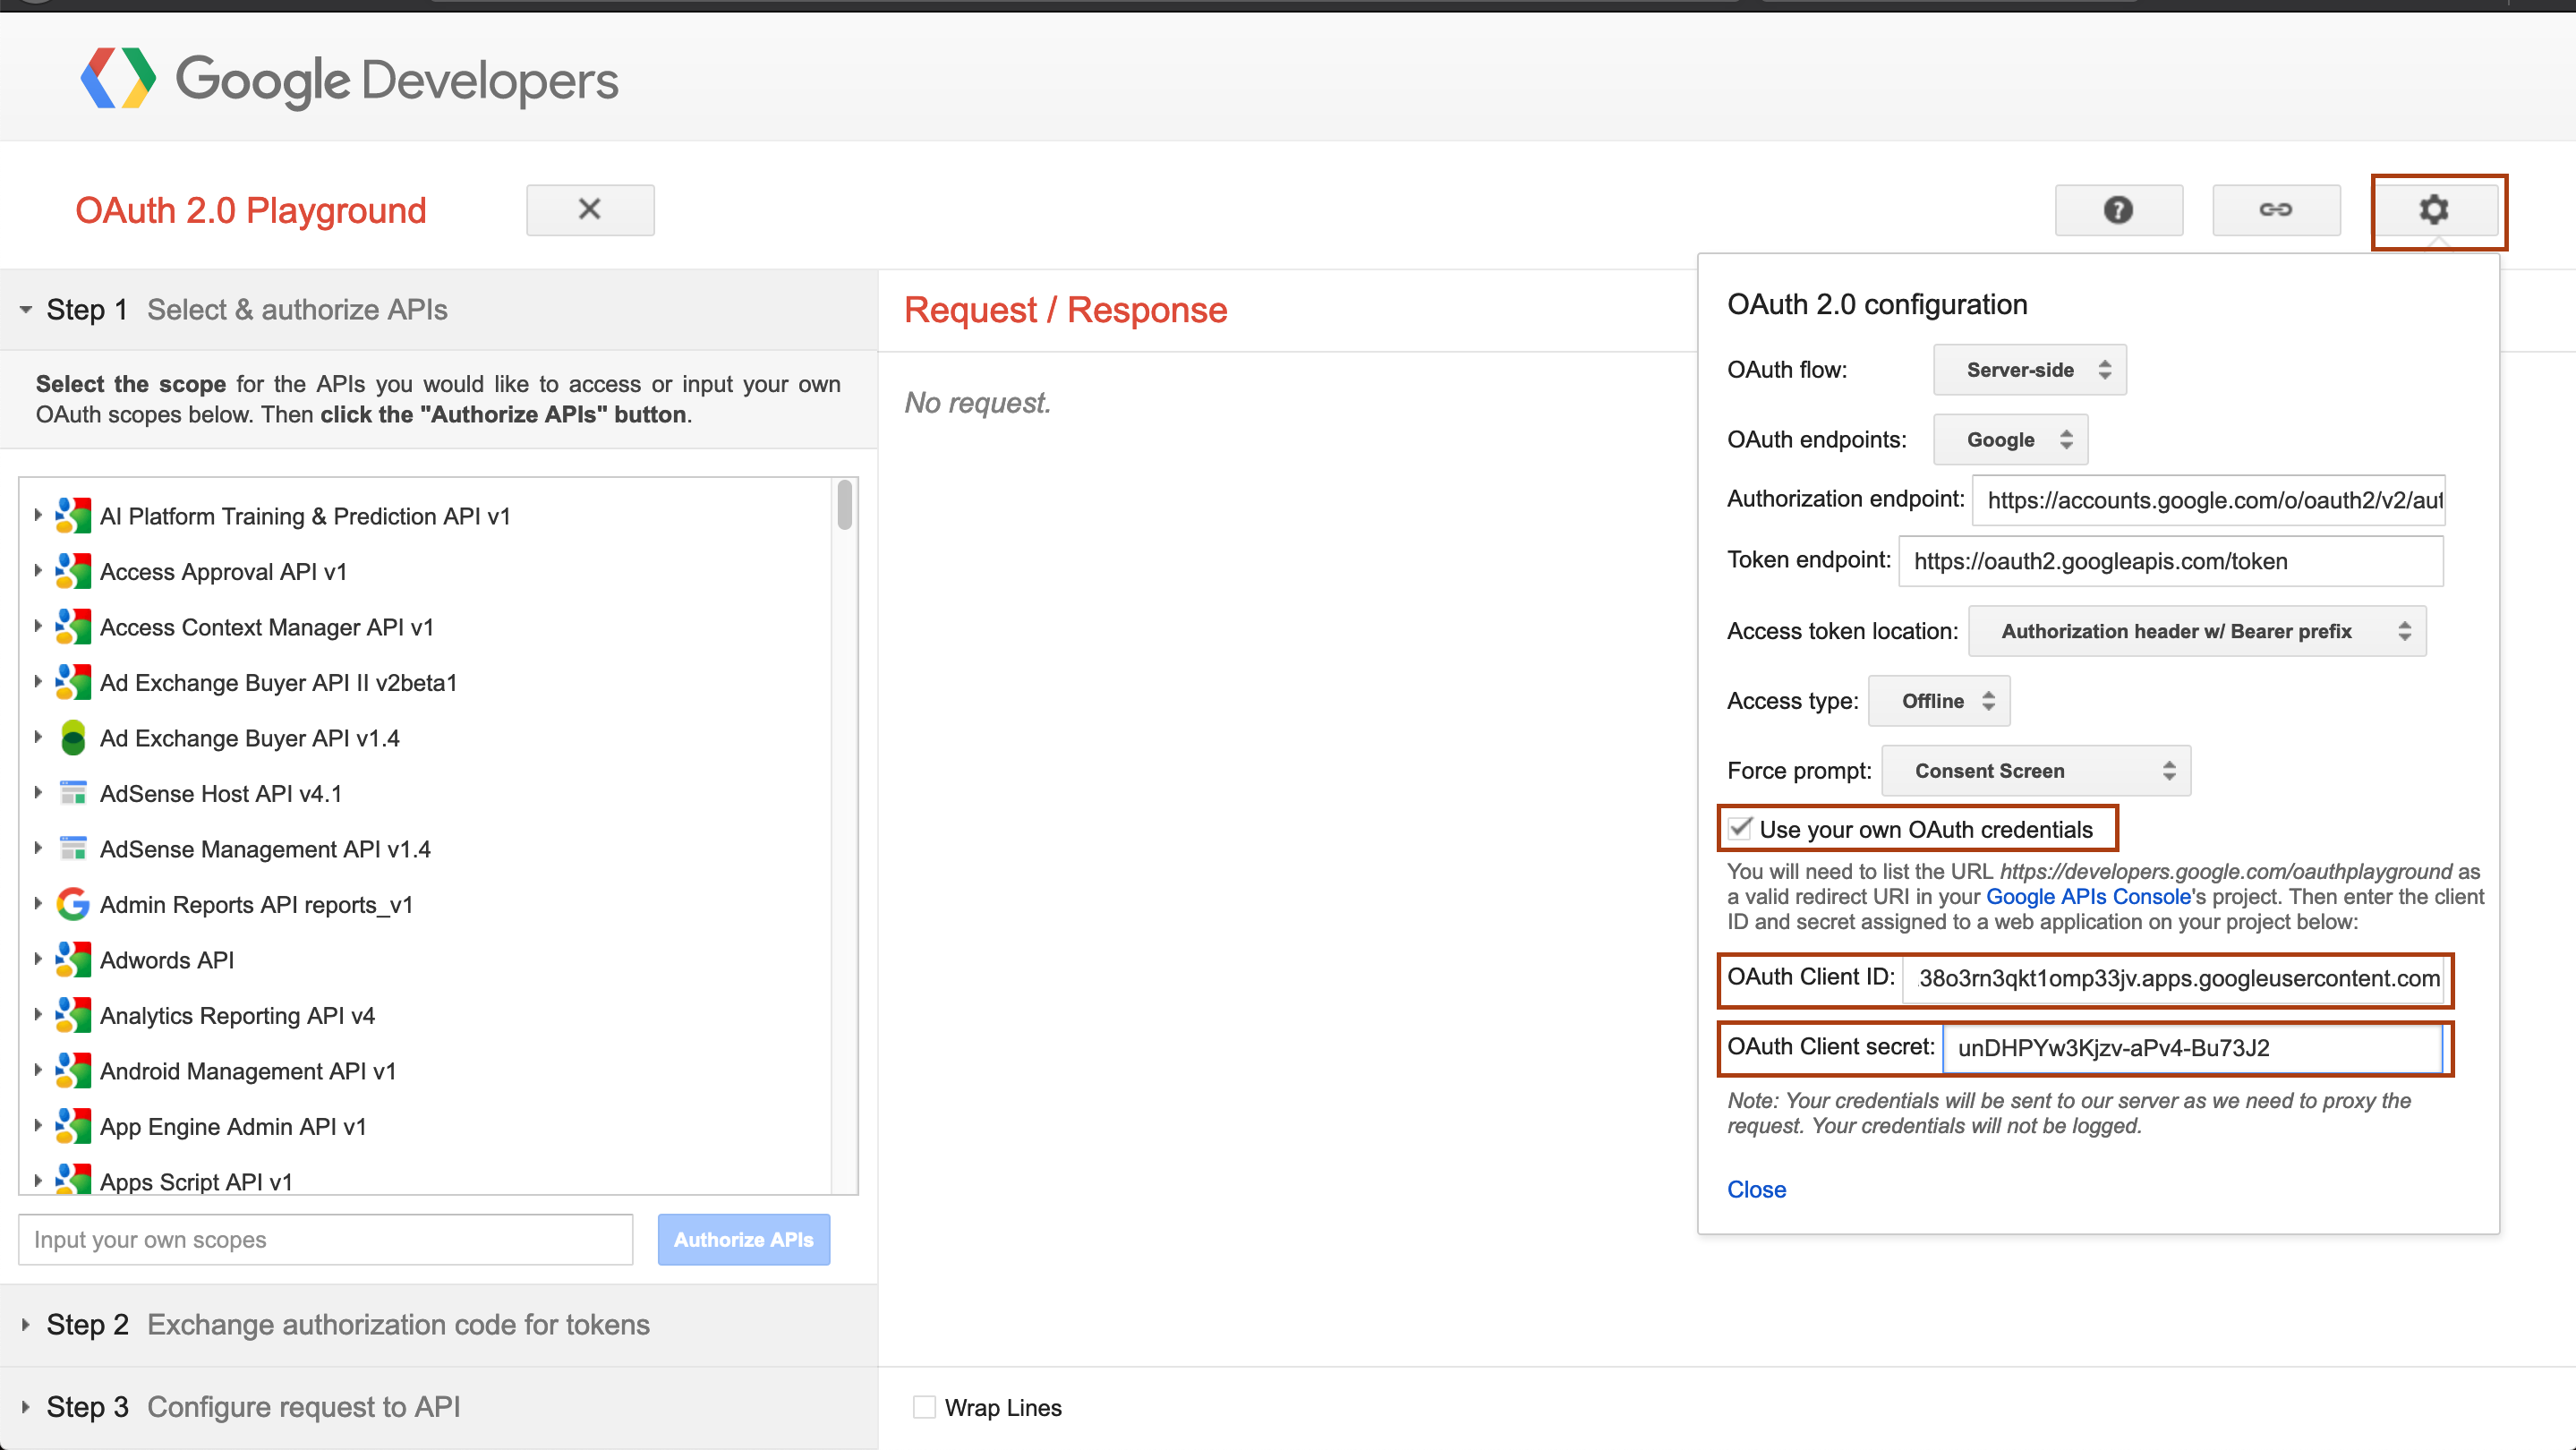 Google Developers
OAuth 2.0 Playground
Step 1 Select & authorize APIs
Select the scope for the APIs you would like to access or input your own
OAuth scopes below. Then click the "Authorize APIs" button.
AI Platform Training & Prediction API v1
Access Approval API v1
Access Context Manager API v1
Ad Exchange Buyer API II v2beta1
Ad Exchange Buyer API v1.4
AdSense Host API v4.1
AdSense Management API v1.4
Admin Reports API reports_v1
Adwords API
Analytics Reporting API v4
Android Management API v1
App Engine Admin API v1
Apps Script API v1
Input your own scopes
Authorize APIs
Step 2 Exchange authorization code for tokens
Step 3 Configure request to API
Request / Response
No request.
Wrap Lines
OAuth 2.0 configuration
OAuth flow: Server-side
OAuth endpoints: Google
Authorization endpoint: https://accounts.google.com/o/oauth2/v2/aut
Token endpoint: https://oauth2.googleapis.com/token
Access token location: Authorization header w/ Bearer prefix
Access type: Offline
Force prompt: Consent Screen
Use your own OAuth credentials
You will need to list the URL https://developers.google.com/oauthplayground as
a valid redirect URI in your Google APIs Console's project. Then enter the client
ID and secret assigned to a web application on your project below:
OAuth Client ID: 38o3rn3qkt1omp33jv.apps.googleusercontent.com
OAuth Client secret: unDHPYw3Kjzv-aPv4-Bu73J2
Note: Your credentials will be sent to our server as we need to proxy the
request. Your credentials will not be logged.
Close